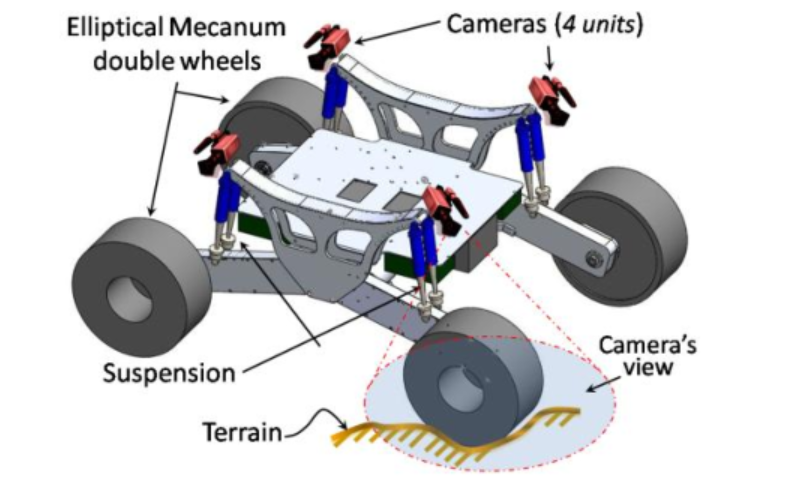 Elliptical Mecanum
double wheels
Cameras (4 units)
Suspension
Terrain
Camera's
view